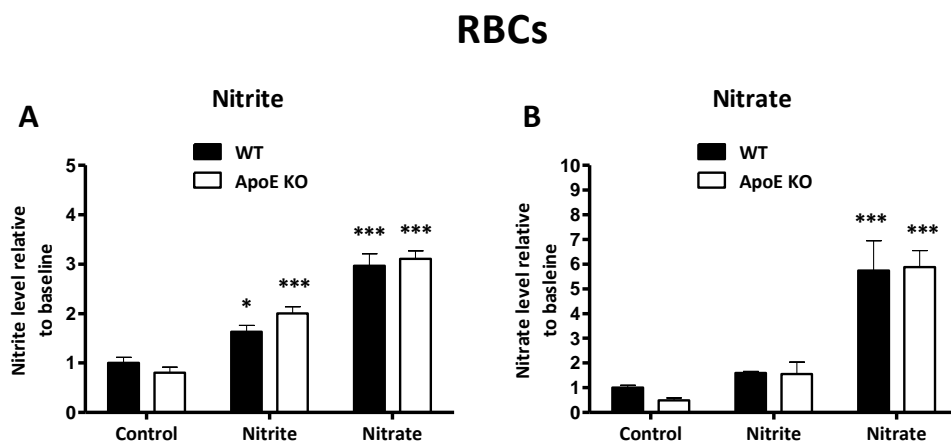 RBCs
A
Nitrite
WT
ApoE KO
Nitrite level relative
to baseline
5
4
3
2
1
0
*
***
***
***
Control
Nitrite
Nitrate
B
Nitrate
WT
ApoE KO
Nitrate level relative
to basleine
10
9
8
7
6
5
4
3
2
1
0
***
***
Control
Nitrite
Nitrate